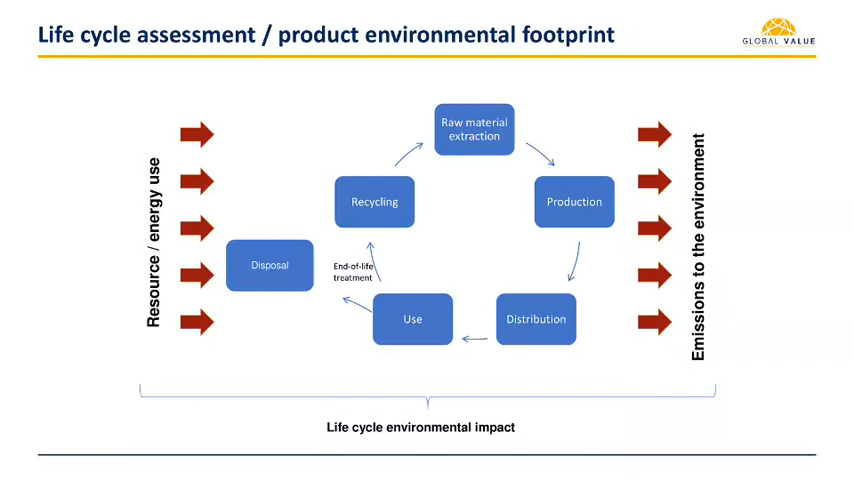 Life cycle assessment / product environmental footprint
GLOBAL VALUE
Resource / energy use
Raw material
extraction
Recycling
Production
Disposal
End-of-life
treatment
Use
Distribution
Emissions to the environment
Life cycle environmental impact